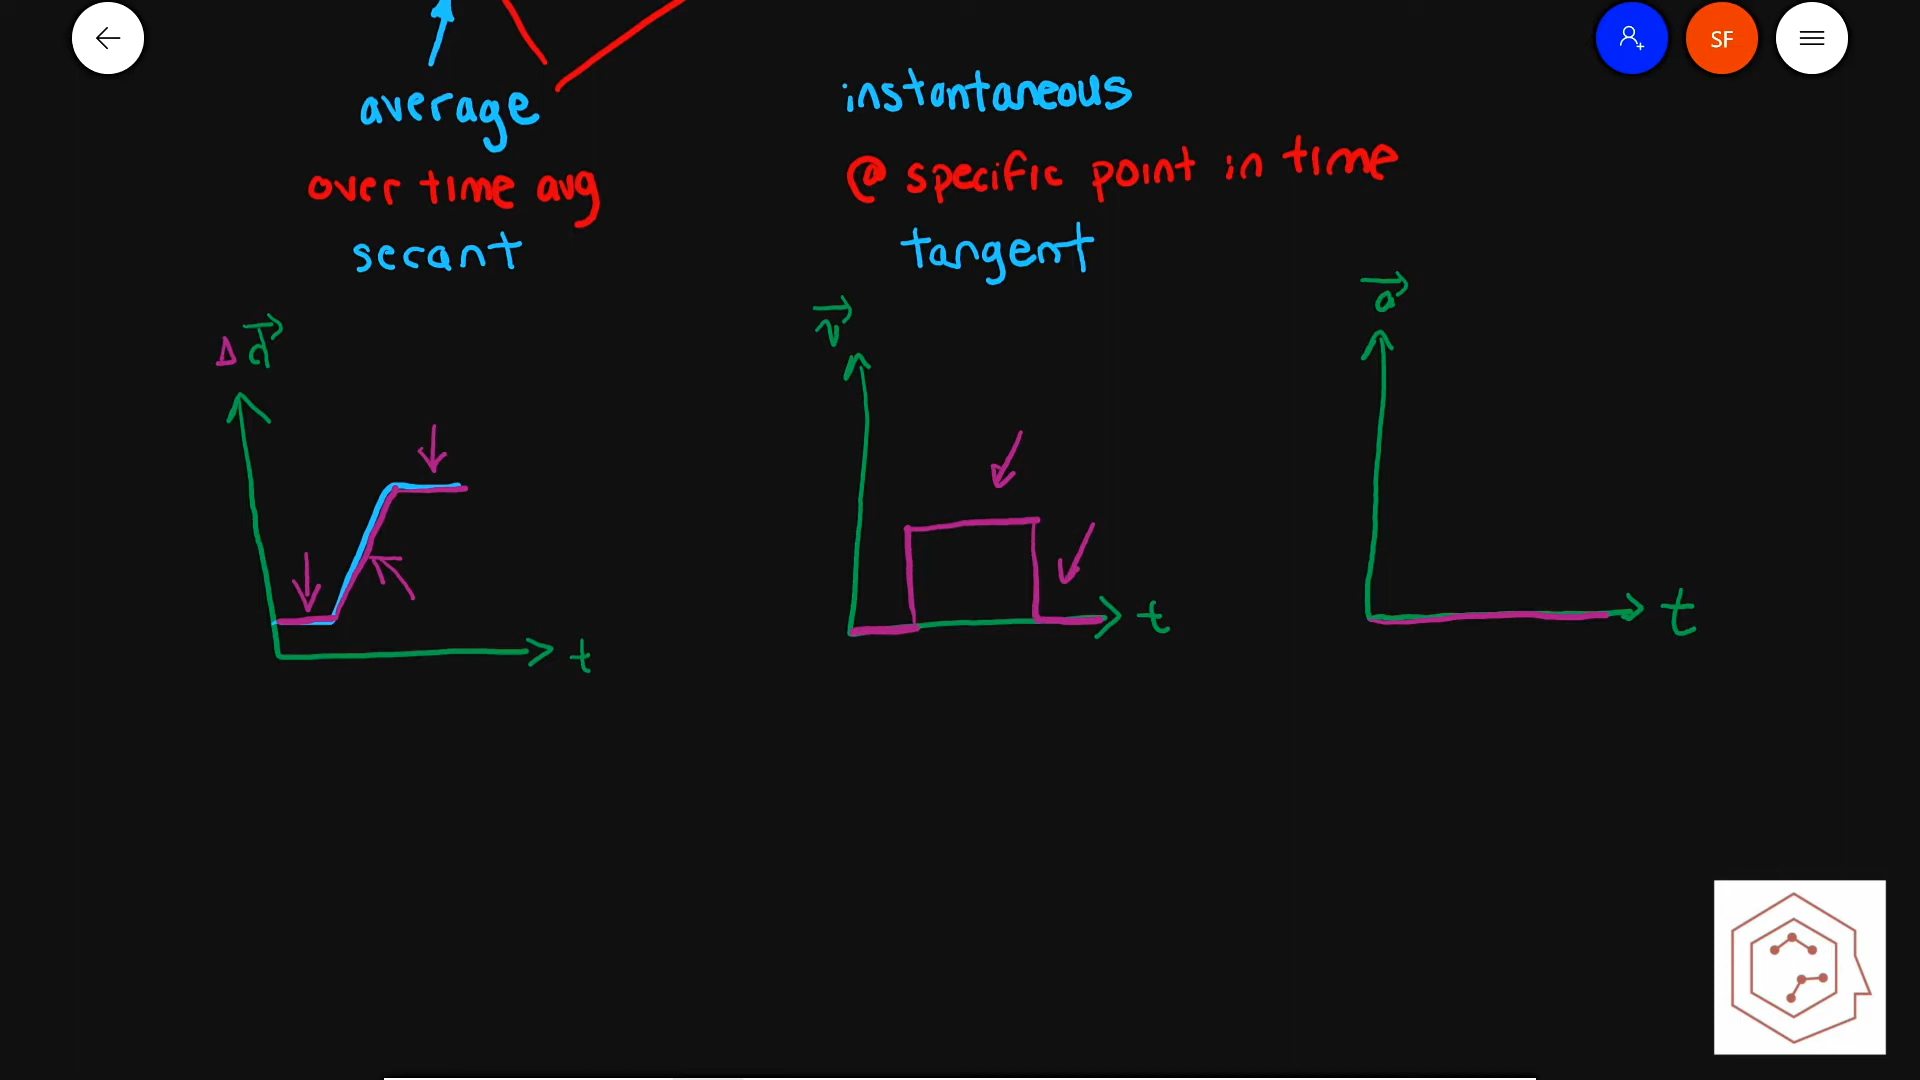 SF
average
over time avg
secant
instantaneous
@ specific point in time
tangent
Δd⃗
t
v⃗
t
a⃗
t